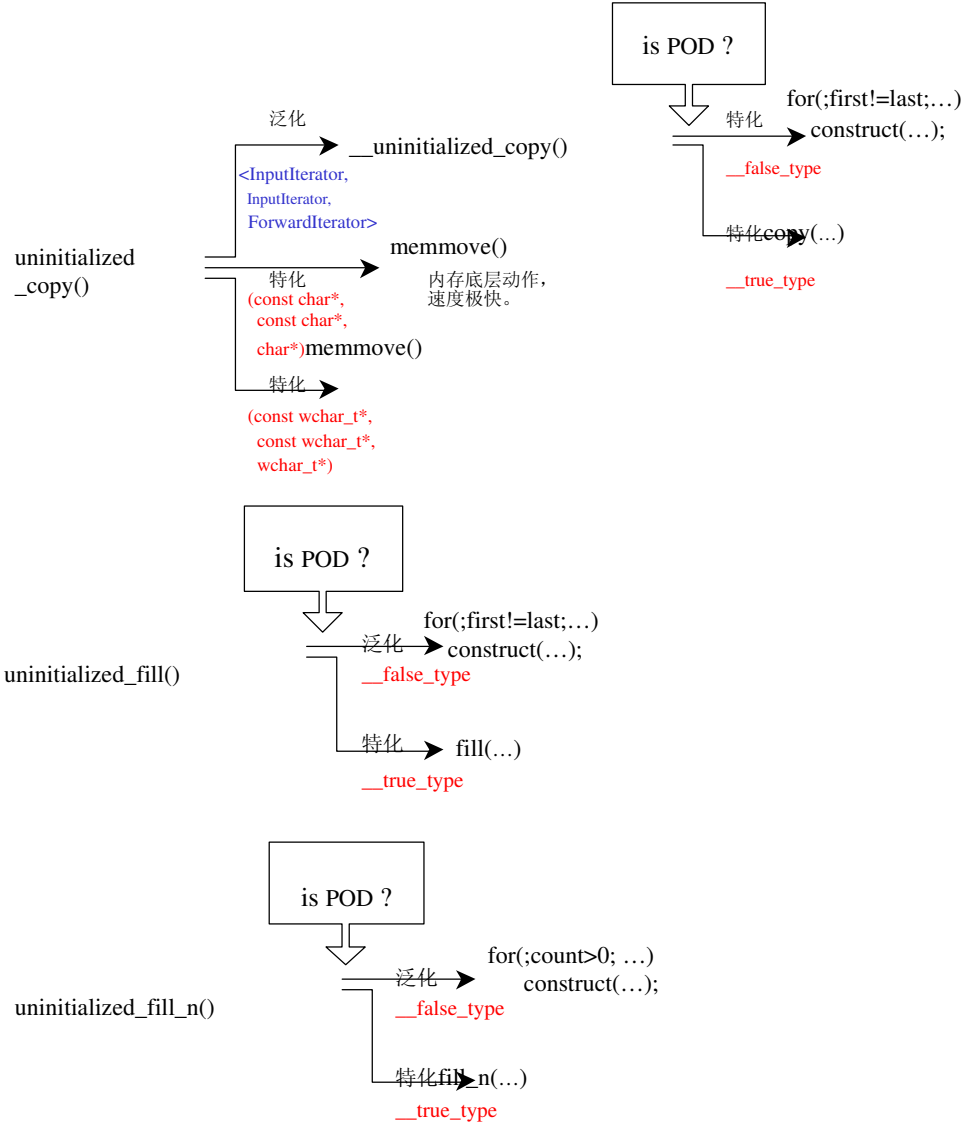 is POD ?
for(;first!=last;…)
construct(…);
特化
__false_type
特化copy(…)
__true_type
泛化
__uninitialized_copy()
<InputIterator,
InputIterator,
ForwardIterator>
uninitialized
_copy()
memmove()
特化
内存底层动作，
速度极快。
(const char*,
const char*,
char*)memmove()
特化
(const wchar_t*,
const wchar_t*,
wchar_t*)
is POD ?
for(;first!=last;…)
泛化
construct(…);
__false_type
uninitialized_fill()
特化
fill(…)
__true_type
is POD ?
for(;count>0; …)
泛化
construct(…);
__false_type
uninitialized_fill_n()
特化fill_n(…)
__true_type